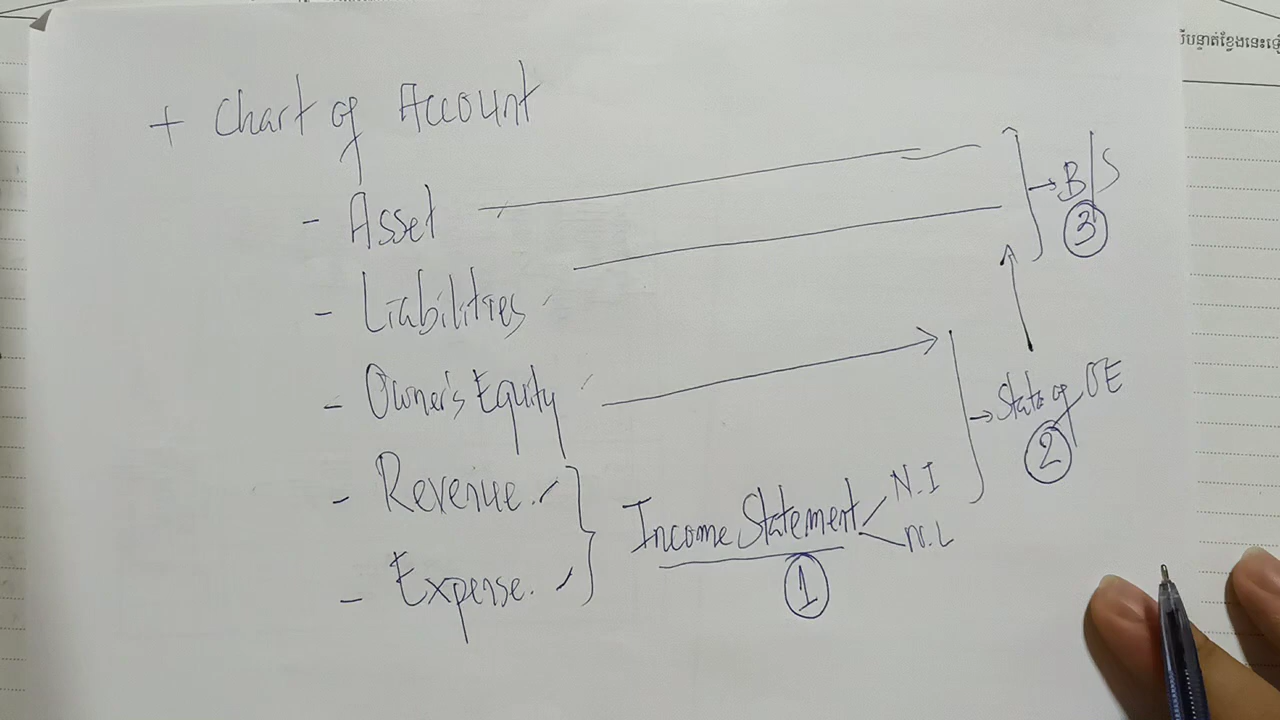 + Chart of Account
- Asset
B/S
3
- Liabilities
- Owner's Equity
State of OE
2
- Revenue.
Income Statement
N.I
N.L
1
- Expense.